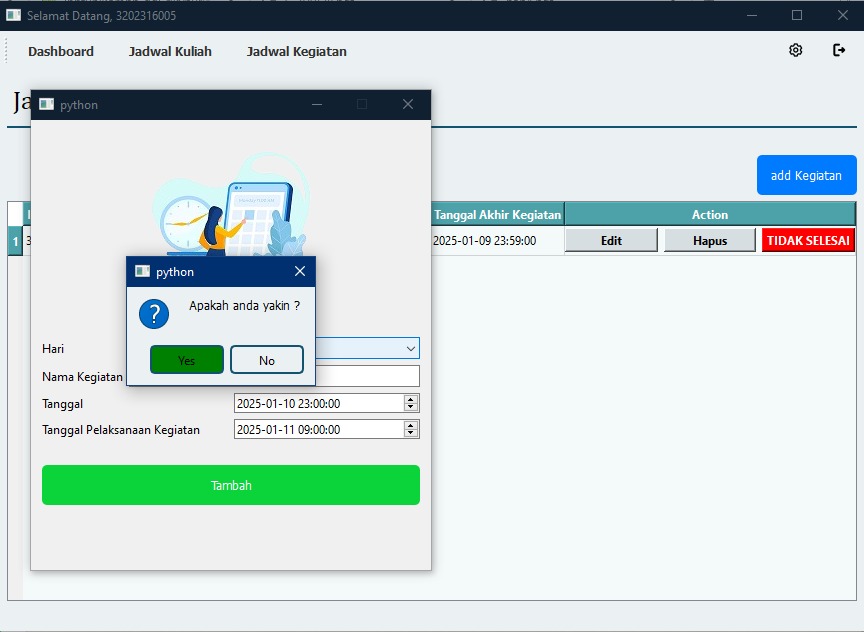 Selamat Datang, 3202316005
Dashboard Jadwal Kuliah Jadwal Kegiatan
python
add Kegiatan
Tanggal Akhir Kegiatan Action
1 2025-01-09 23:59:00 Edit Hapus TIDAK SELESAI
python
Apakah anda yakin ?
Yes No
Hari
Nama Kegiatan
Tanggal 2025-01-10 23:00:00
Tanggal Pelaksanaan Kegiatan 2025-01-11 09:00:00
Tambah